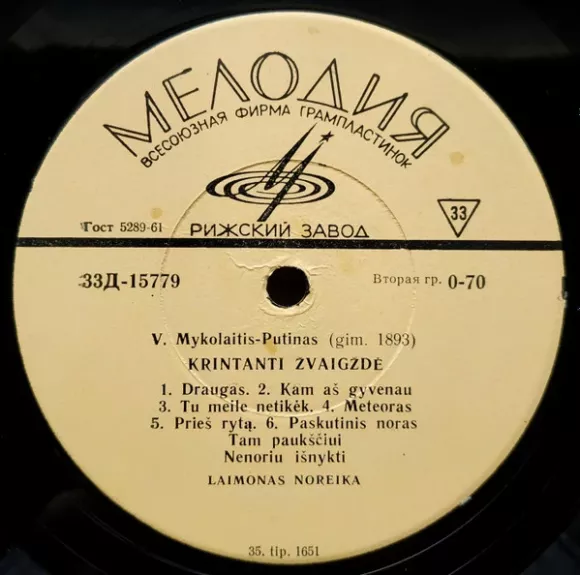 МЕЛОДИЯ
ВСЕСОЮЗНАЯ ФИРМА ГРАМПЛАСТИНОК
Гост 5289-61
РИЖСКИЙ ЗАВОД
33
33Д-15779
Вторая гр. 0-70
V. Mykolaitis-Putinas (gim. 1893)
KRINTANTI ŽVAIGŽDĖ
1. Draugas. 2. Kam aš gyvenau
3. Tu meile netikėk. 4. Meteoras
5. Prieš rytą. 6. Paskutinis noras
Tam paukščiui
Nenoriu išnykti
LAIMONAS NOREIKA
35. tip. 1651